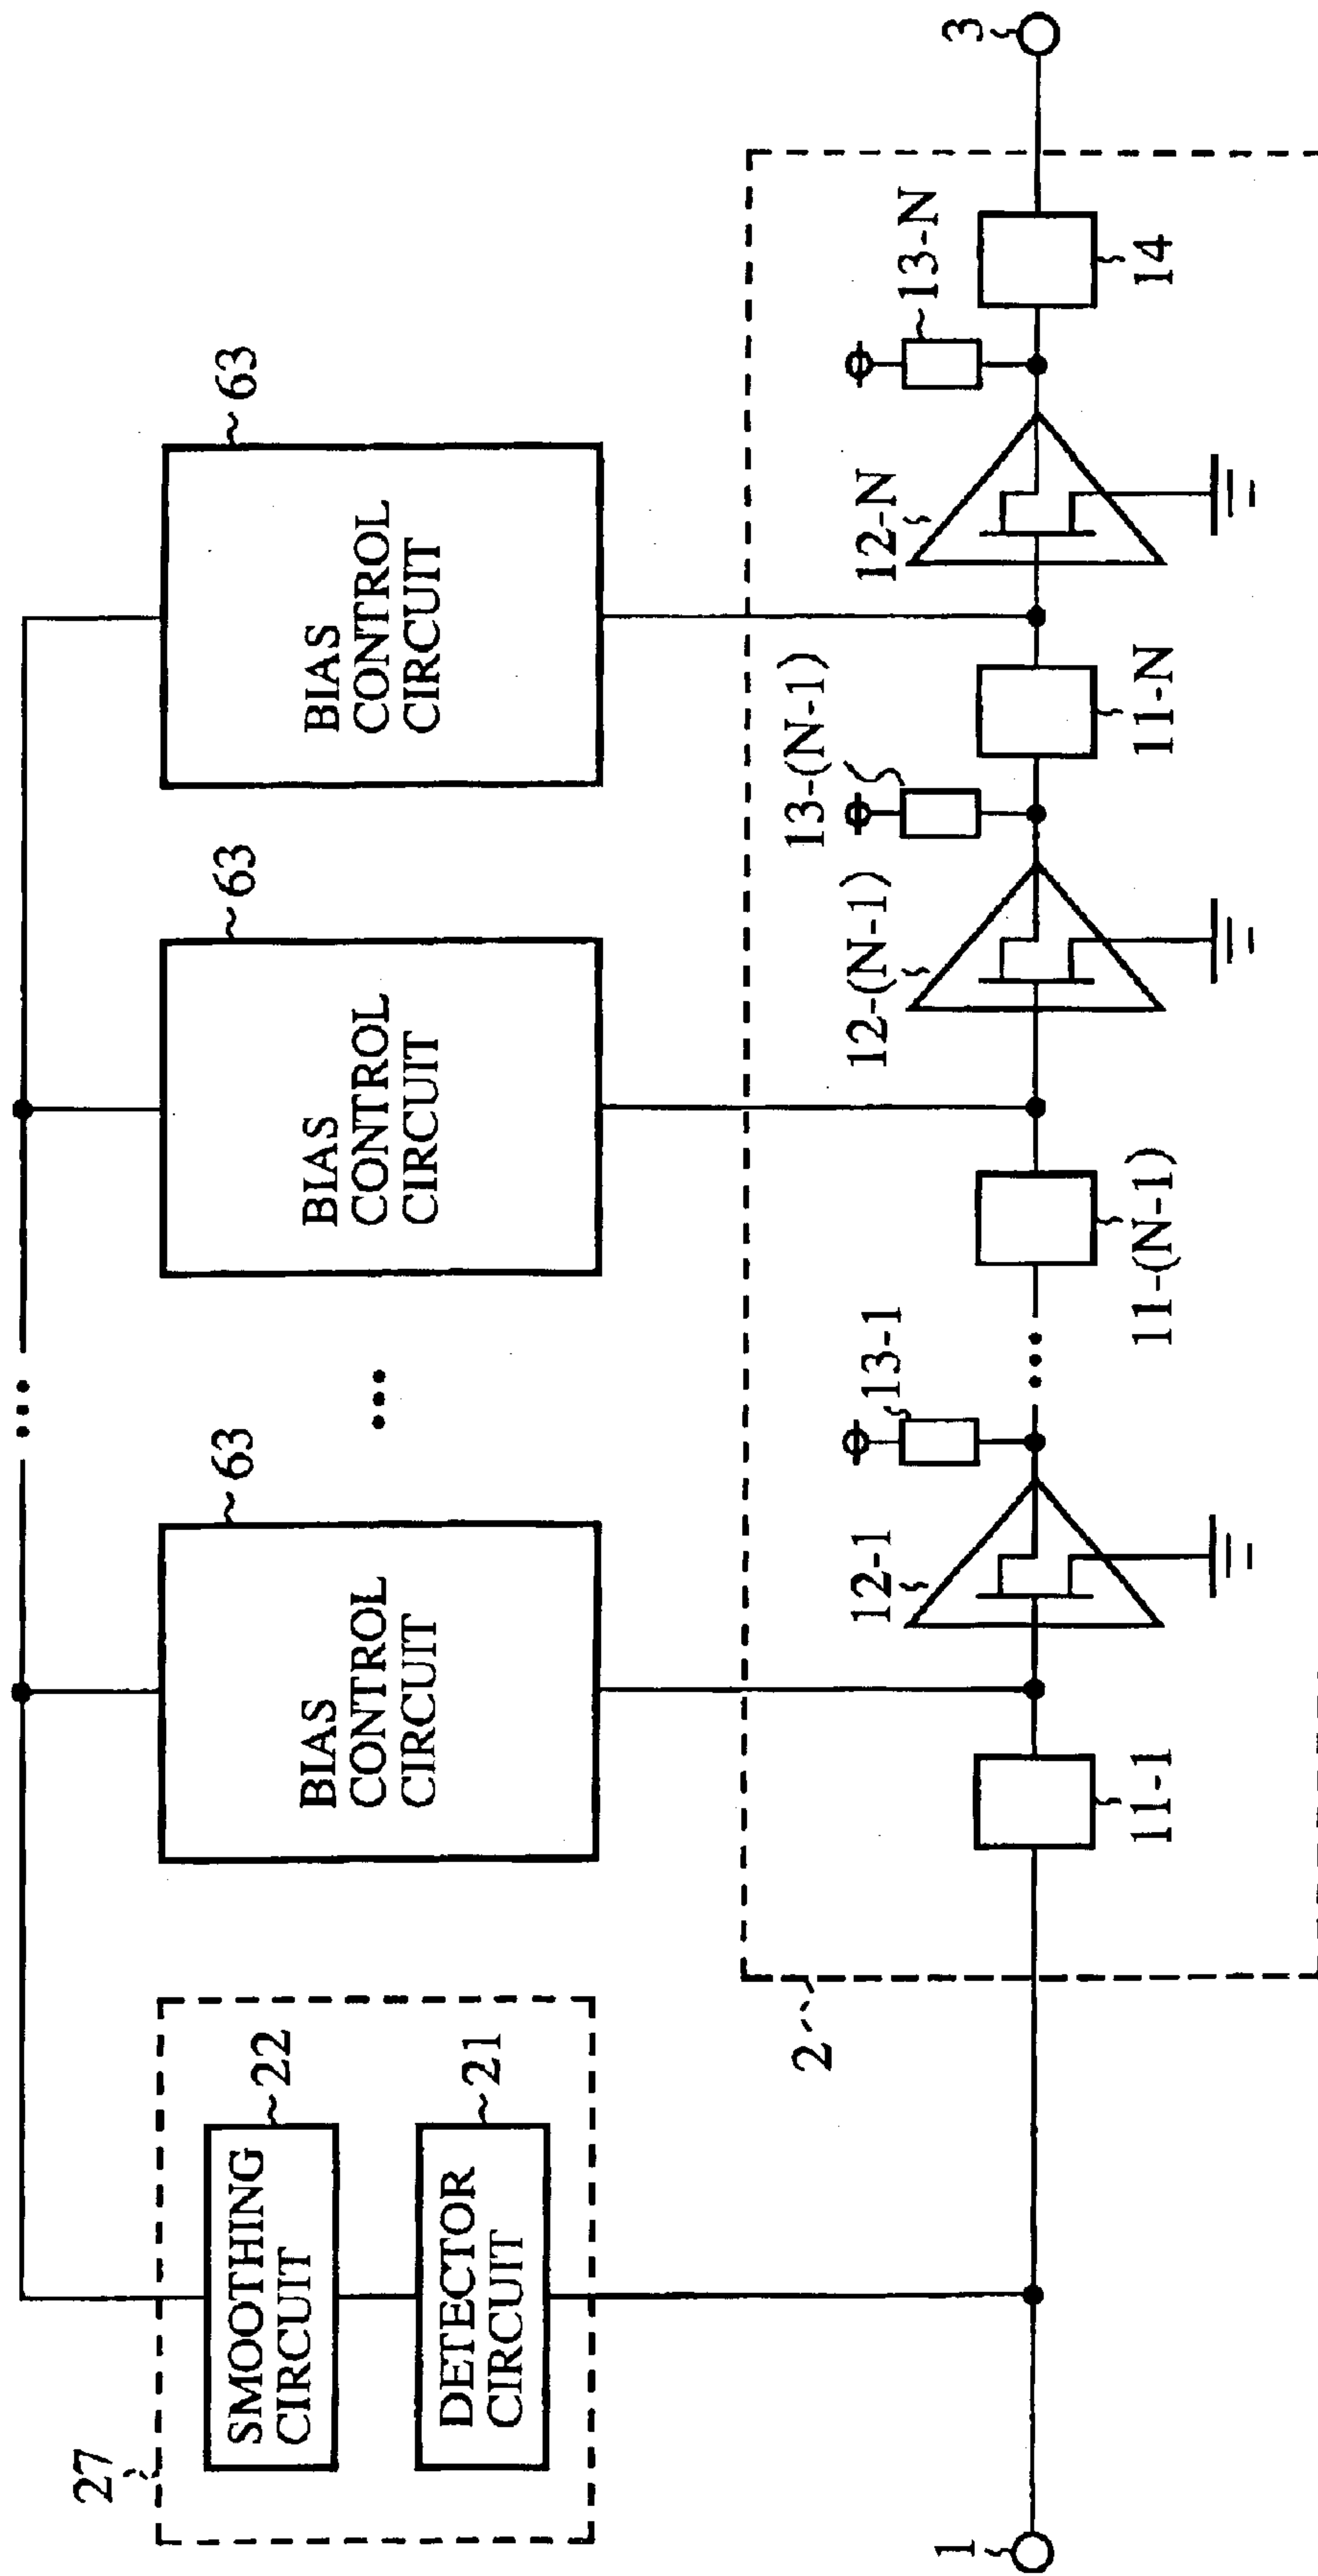 27
SMOOTHING
CIRCUIT
22
DETECTOR
CIRCUIT
21
BIAS
CONTROL
CIRCUIT
63
...
BIAS
CONTROL
CIRCUIT
63
BIAS
CONTROL
CIRCUIT
63
...
1
2
11-1
12-1
13-1
...
11-(N-1)
12-(N-1)
13-(N-1)
11-N
12-N
13-N
14
3